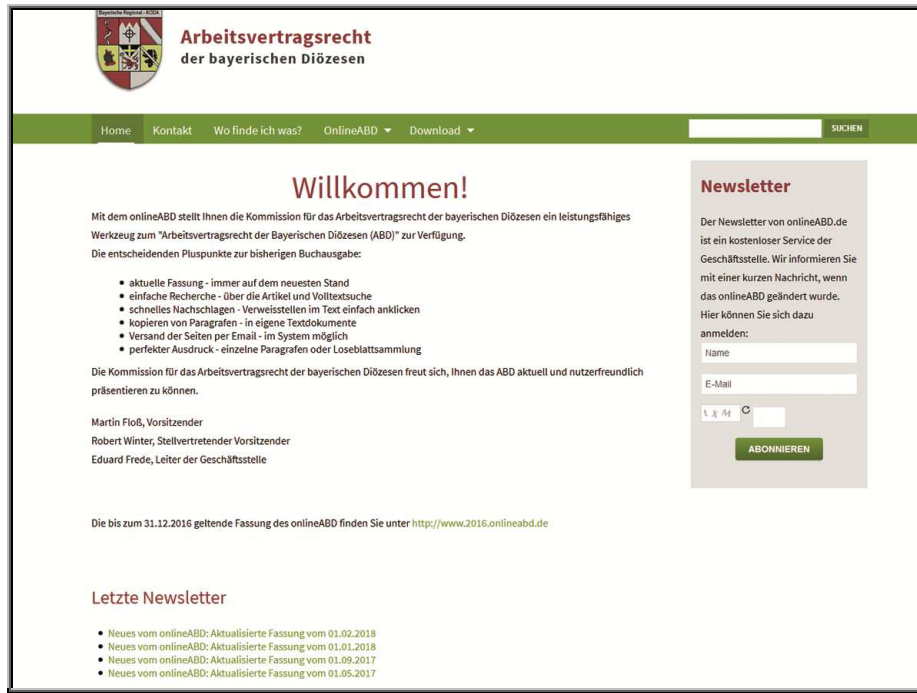 Bayerische Regional-KODA
Arbeitsvertragsrecht
der bayerischen Diözesen
Home Kontakt Wo finde ich was? OnlineABD Download SUCHEN
Willkommen!
Mit dem onlineABD stellt Ihnen die Kommission für das Arbeitsvertragsrecht der bayerischen Diözesen ein leistungsfähiges
Werkzeug zum "Arbeitsvertragsrecht der Bayerischen Diözesen (ABD)" zur Verfügung.
Die entscheidenden Pluspunkte zur bisherigen Buchausgabe:
• aktuelle Fassung - immer auf dem neuesten Stand
• einfache Recherche - über die Artikel und Volltextsuche
• schnelles Nachschlagen - Verweisstellen im Text einfach anklicken
• kopieren von Paragrafen - in eigene Textdokumente
• Versand der Seiten per Email - im System möglich
• perfekter Ausdruck - einzelne Paragrafen oder Loseblattsammlung
Die Kommission für das Arbeitsvertragsrecht der bayerischen Diözesen freut sich, Ihnen das ABD aktuell und nutzerfreundlich
präsentieren zu können.
Martin Floß, Vorsitzender
Robert Winter, Stellvertretender Vorsitzender
Eduard Frede, Leiter der Geschäftsstelle
Die bis zum 31.12.2016 geltende Fassung des onlineABD finden Sie unter http://www.2016.onlineabd.de
Letzte Newsletter
• Neues vom onlineABD: Aktualisierte Fassung vom 01.02.2018
• Neues vom onlineABD: Aktualisierte Fassung vom 01.01.2018
• Neues vom onlineABD: Aktualisierte Fassung vom 01.09.2017
• Neues vom onlineABD: Aktualisierte Fassung vom 01.05.2017
Newsletter
Der Newsletter von onlineABD.de
ist ein kostenloser Service der
Geschäftsstelle. Wir informieren Sie
mit einer kurzen Nachricht, wenn
das onlineABD geändert wurde.
Hier können Sie sich dazu
anmelden:
Name
E-Mail
ABONNIEREN